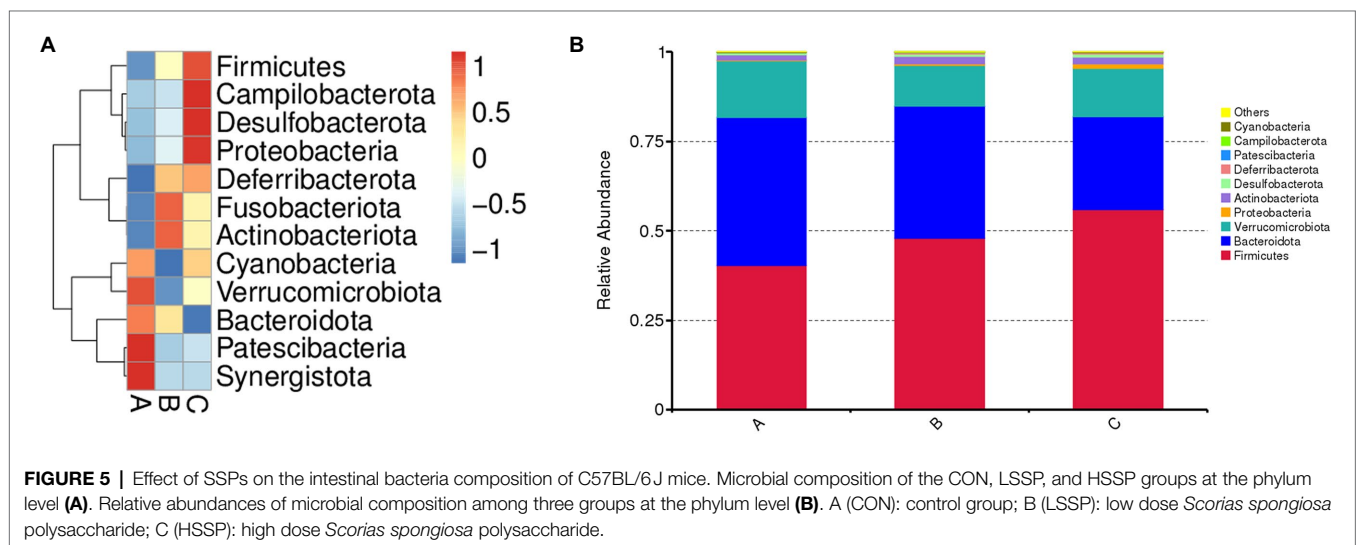 A
Firmicutes
Campilobacterota
Desulfobacterota
Proteobacteria
Deferribacterota
Fusobacteriota
Actinobacteriota
Cyanobacteria
Verrucomicrobiota
Bacteroidota
Patescibacteria
Synergistota
A B C
1
0.5
0
−0.5
−1
B
Relative Abundance
1
0.75
0.5
0.25
0
A
B
C
Others
Cyanobacteria
Campilobacterota
Patescibacteria
Deferribacterota
Desulfobacterota
Actinobacteriota
Proteobacteria
Verrucomicrobiota
Bacteroidota
Firmicutes
FIGURE 5 | Effect of SSPs on the intestinal bacteria composition of C57BL/6 J mice. Microbial composition of the CON, LSSP, and HSSP groups at the phylum
level (A). Relative abundances of microbial composition among three groups at the phylum level (B). A (CON): control group; B (LSSP): low dose Scorias spongiosa
polysaccharide; C (HSSP): high dose Scorias spongiosa polysaccharide.